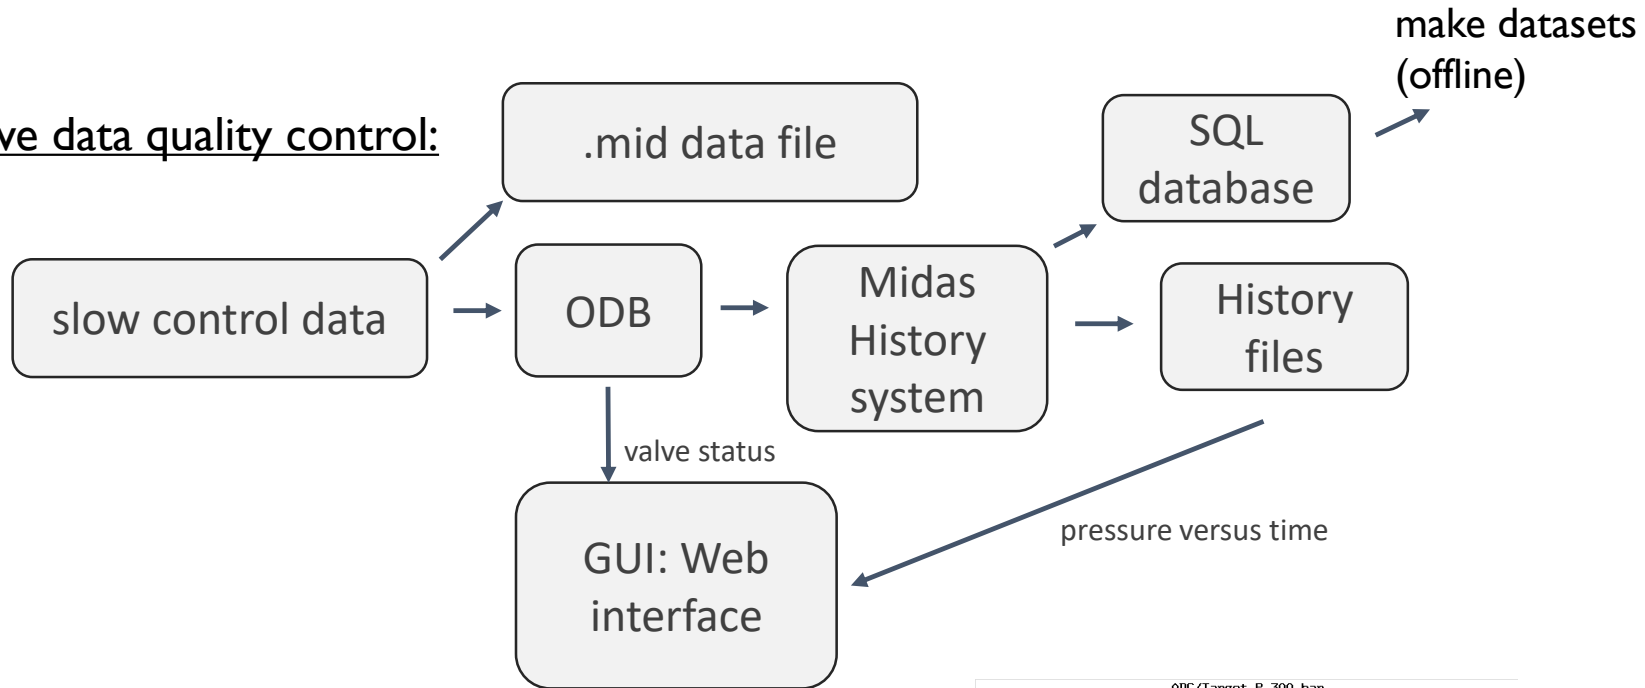 make datasets
(offline)
ve data quality control:
.mid data file
SQL
database
slow control data
ODB
Midas
History
system
History
files
valve status
GUI: Web
interface
pressure versus time